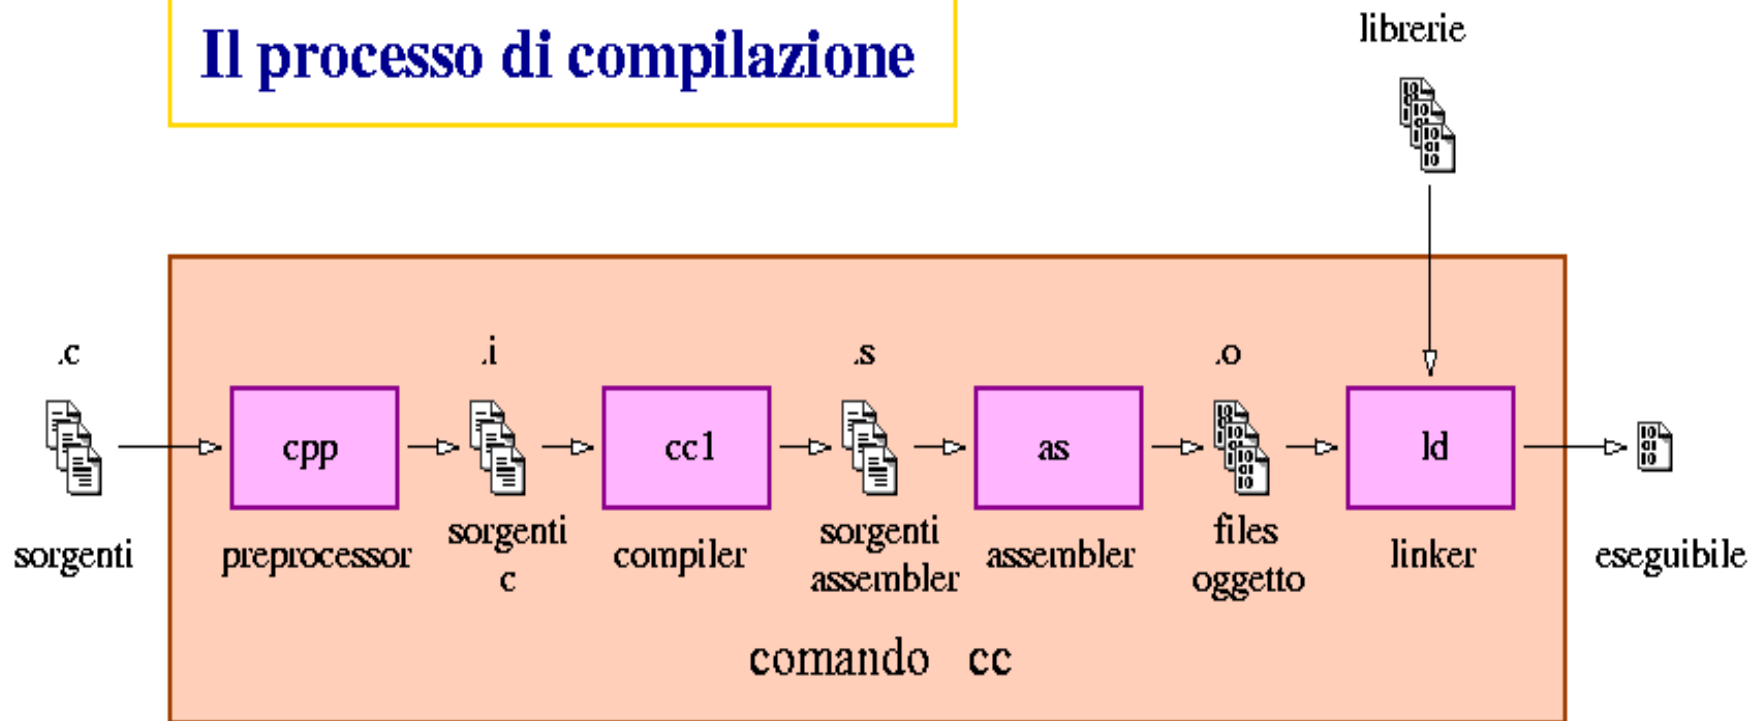 Il processo di compilazione
librerie
.c
.i
.s
.o
cpp
cc1
as
ld
sorgenti
preprocessor
sorgenti
c
compiler
sorgenti
assembler
assembler
files
oggetto
linker
eseguibile
comando cc